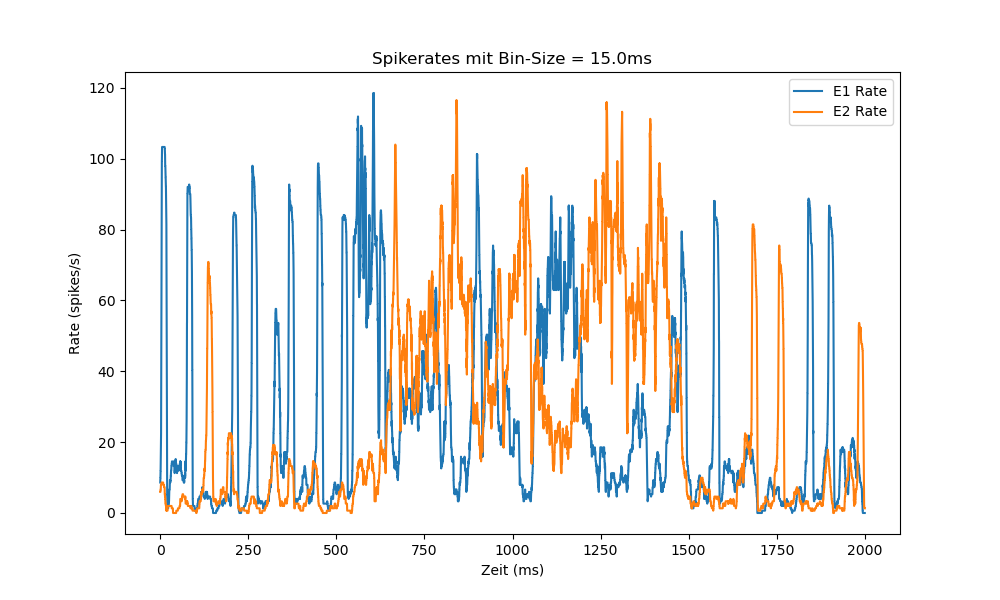 Spikerates mit Bin-Size = 15.0ms
E1 Rate
E2 Rate
120
100
80
60
40
20
0
Rate (spikes/s)
0 250 500 750 1000 1250 1500 1750 2000
Zeit (ms)